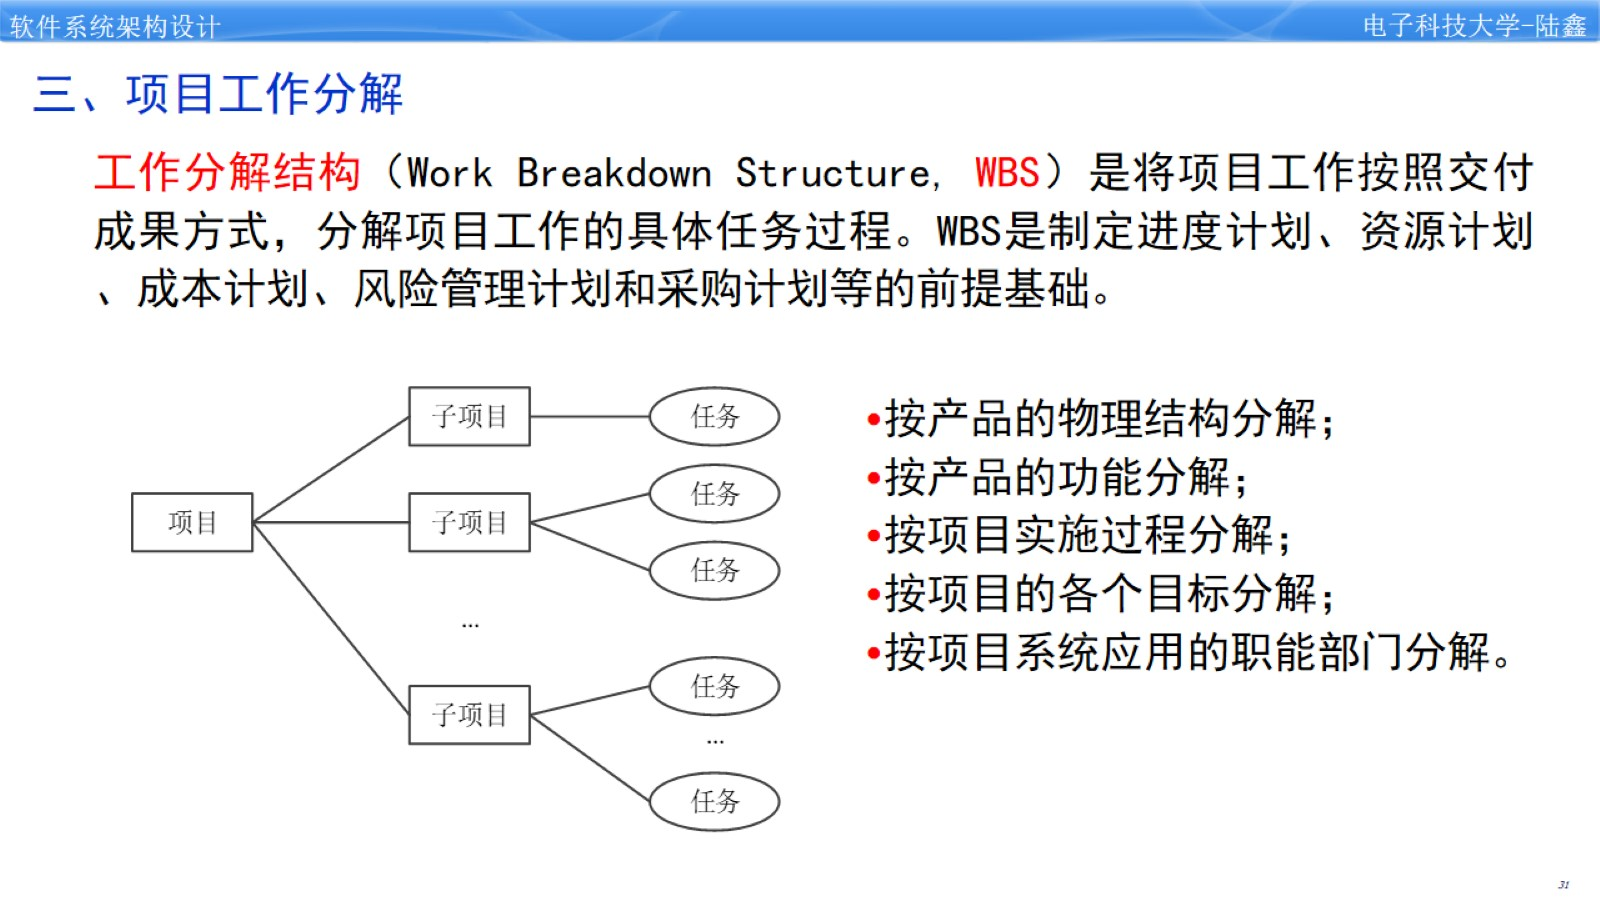 软件系统架构设计
电子科技大学-陆鑫
三、项目工作分解
工作分解结构（Work Breakdown Structure, WBS）是将项目工作按照交付
成果方式，分解项目工作的具体任务过程。WBS是制定进度计划、资源计划
、成本计划、风险管理计划和采购计划等的前提基础。
子项目
任务
任务
项目
子项目
任务
...
任务
子项目
...
任务
•按产品的物理结构分解；
•按产品的功能分解；
•按项目实施过程分解；
•按项目的各个目标分解；
•按项目系统应用的职能部门分解。
31